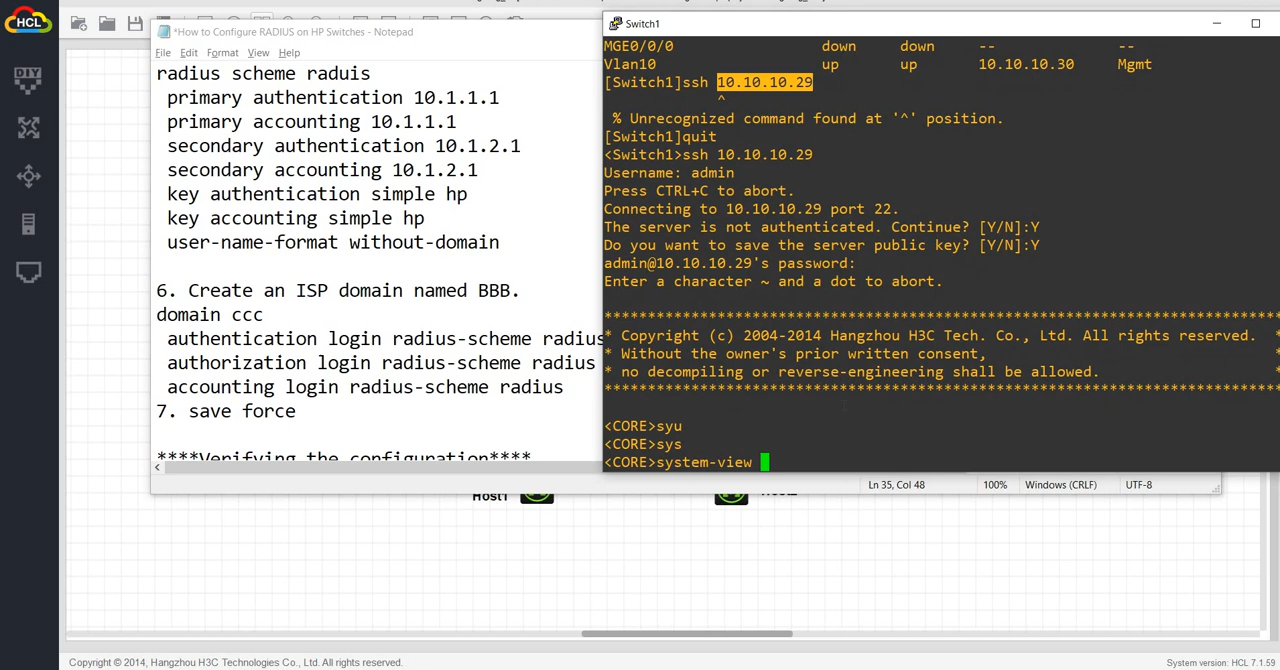 HCL
DIY
*How to Configure RADIUS on HP Switches - Notepad
File Edit Format View Help
radius scheme raduis
primary authentication 10.1.1.1
primary accounting 10.1.1.1
secondary authentication 10.1.2.1
secondary accounting 10.1.2.1
key authentication simple hp
key accounting simple hp
user-name-format without-domain
6. Create an ISP domain named BBB.
domain ccc
authentication login radius-scheme radius
authorization login radius-scheme radius
accounting login radius-scheme radius
7. save force
****Verifying the configuration****
Ln 35, Col 48 100% Windows (CRLF) UTF-8
Switch1
MGE0/0/0 down down -- --
Vlan10 up up 10.10.10.30 Mgmt
[Switch1]ssh 10.10.10.29
^
% Unrecognized command found at '^' position.
[Switch1]quit
<Switch1>ssh 10.10.10.29
Username: admin
Press CTRL+C to abort.
Connecting to 10.10.10.29 port 22.
The server is not authenticated. Continue? [Y/N]:Y
Do you want to save the server public key? [Y/N]:Y
admin@10.10.10.29's password:
Enter a character ~ and a dot to abort.
******************************************************************************
* Copyright (c) 2004-2014 Hangzhou H3C Tech. Co., Ltd. All rights reserved. *
* Without the owner's prior written consent, *
* no decompiling or reverse-engineering shall be allowed. *
******************************************************************************
<CORE>syu
<CORE>sys
<CORE>system-view
Host1
Copyright © 2014, Hangzhou H3C Technologies CO.,LTD. All rights reserved.
System version: HCL 7.1.59